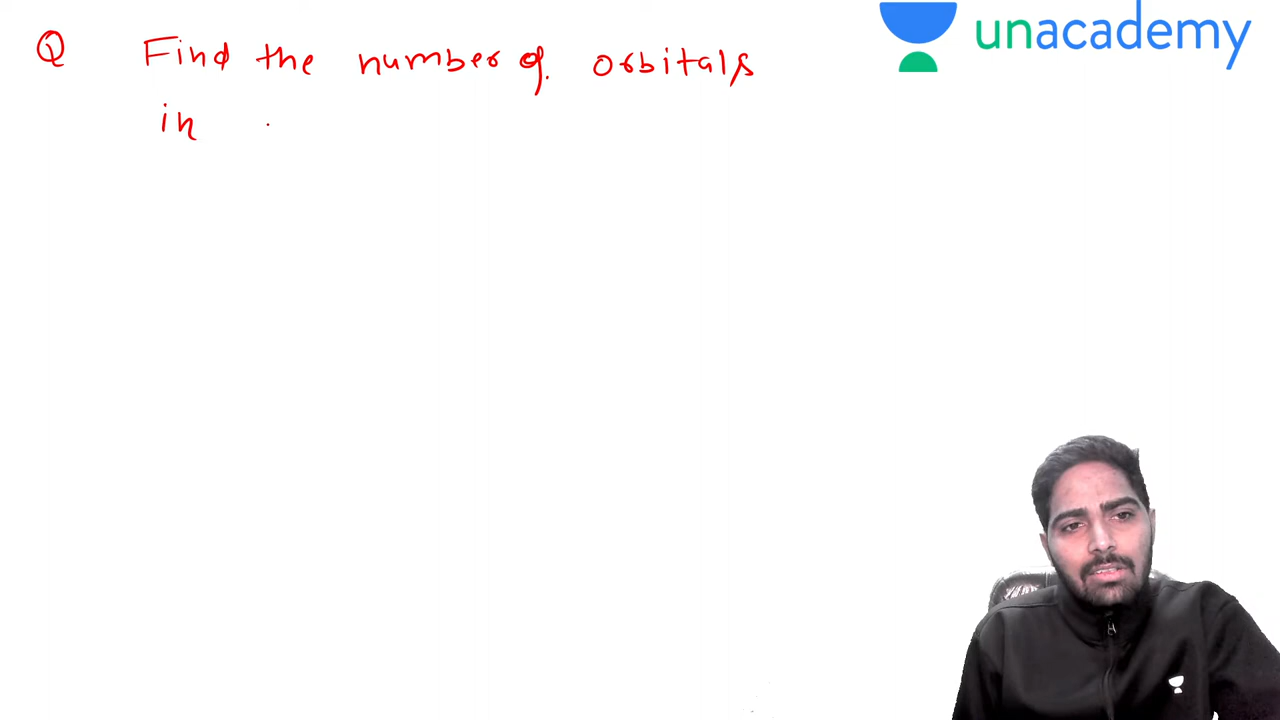 Q Find the number of orbitals
in
unacademy